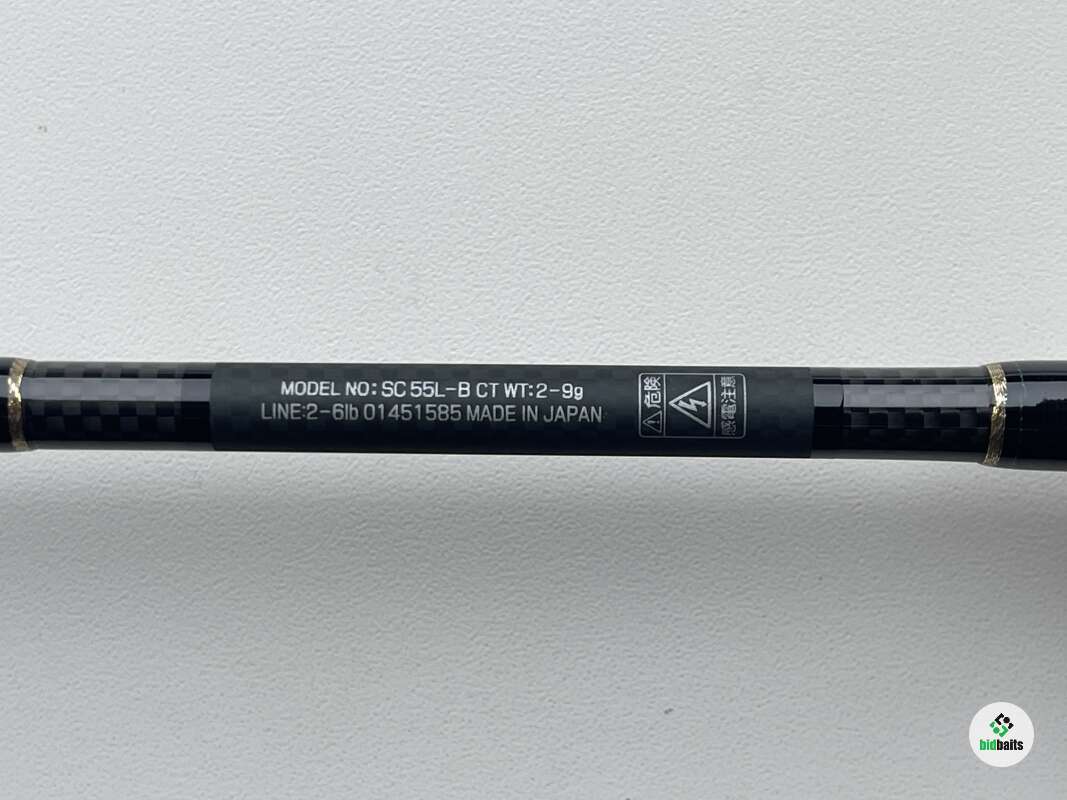 MODEL NO: SC 55L-B CT WT:2-9g
LINE:2-6lb 01451585 MADE IN JAPAN
危険
感電注意
bidbaits